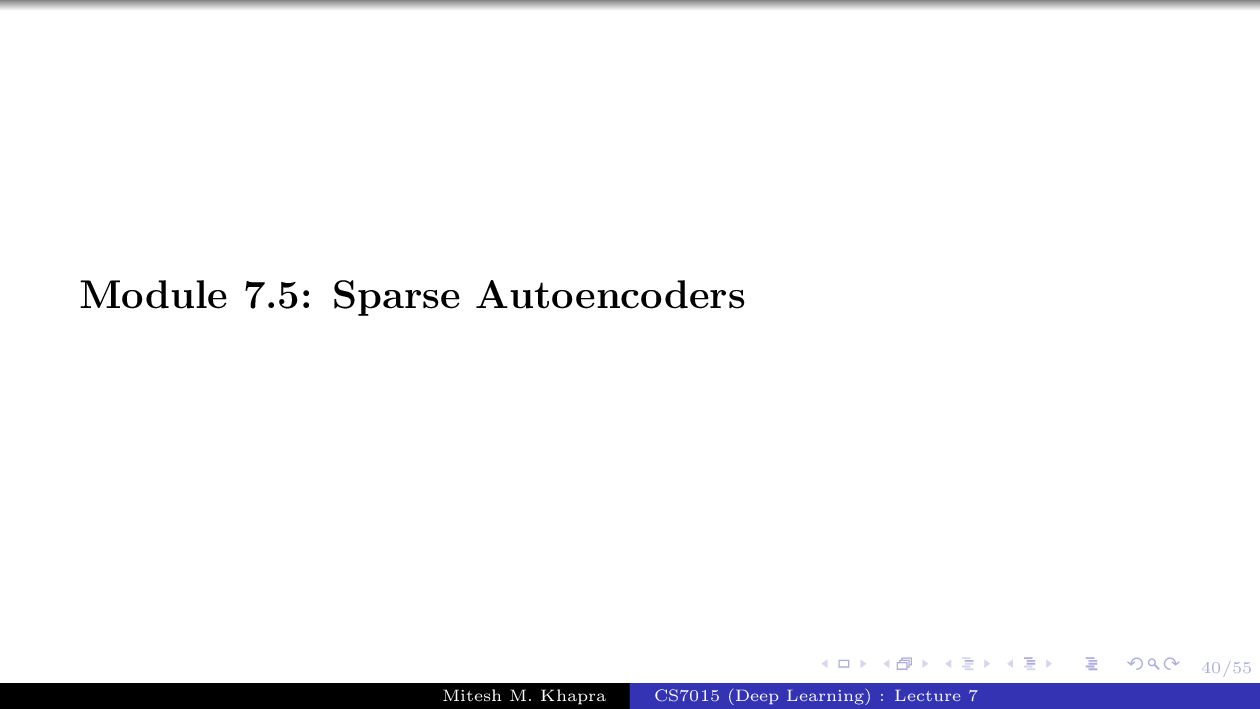 Module 7.5: Sparse Autoencoders
40/55
Mitesh M. Khapra
CS7015 (Deep Learning) : Lecture 7